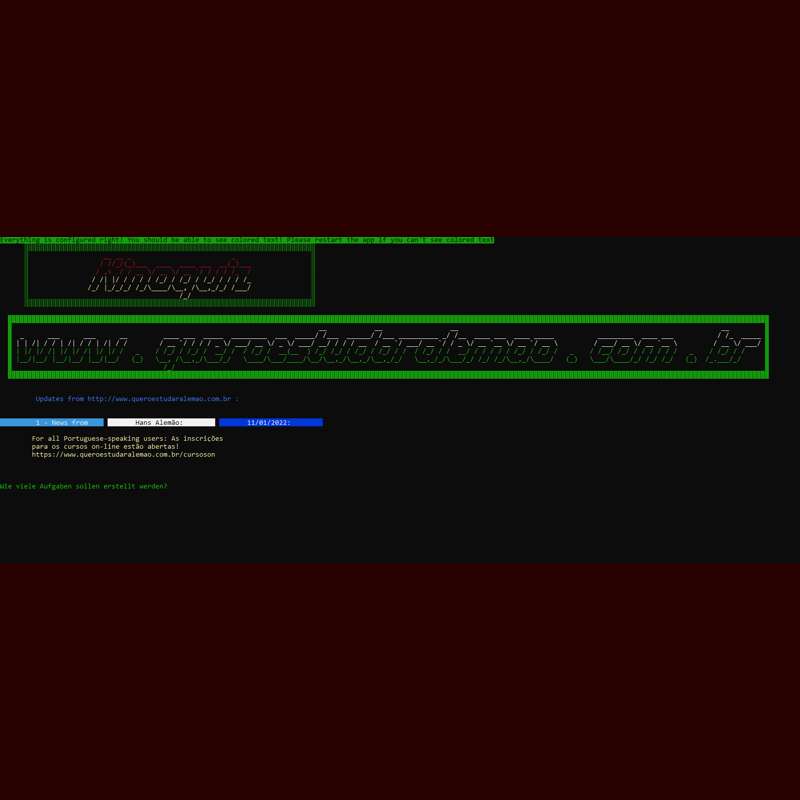 Everything is configured right! You should be able to see colored text! Please restart the app if you can't see colored text
Kinoquiz
www.queroestudaralemao.com.br
Updates from http://www.queroestudaralemao.com.br :
1 - News from Hans Alemão: 11/01/2022:
For all Portuguese-speaking users: As inscrições
para os cursos on-line estão abertas!
https://www.queroestudaralemao.com.br/cursoson
Wie viele Aufgaben sollen erstellt werden?